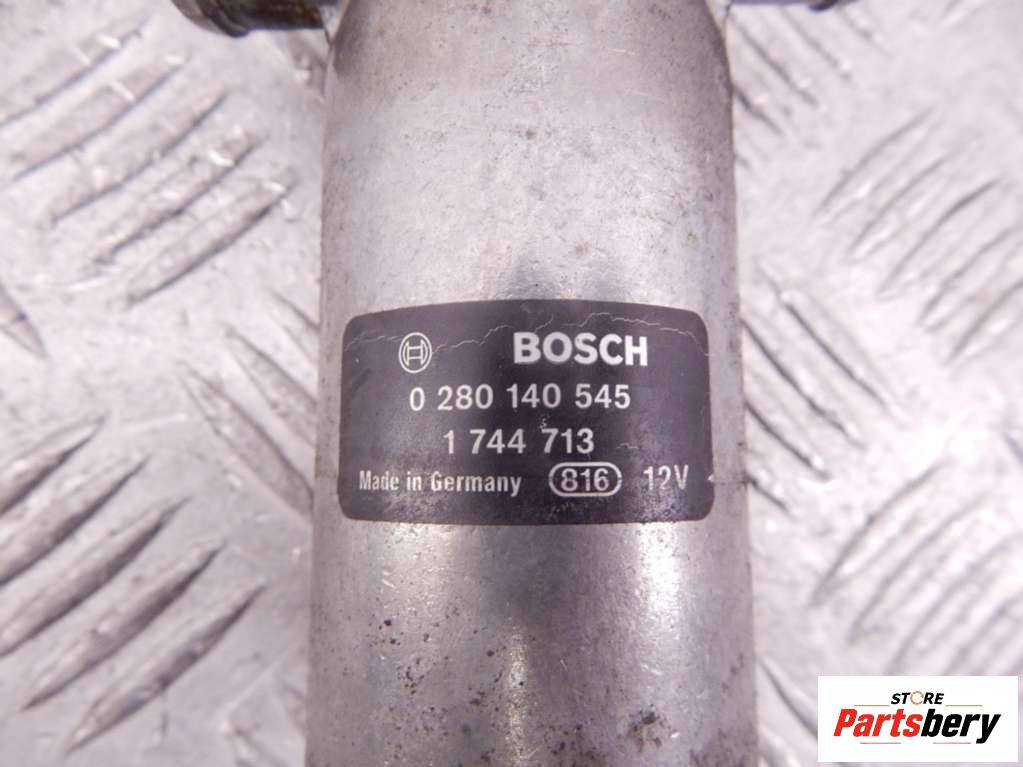 BOSCH
0 280 140 545
1 744 713
Made in Germany 816 12V
STORE
Partsbery